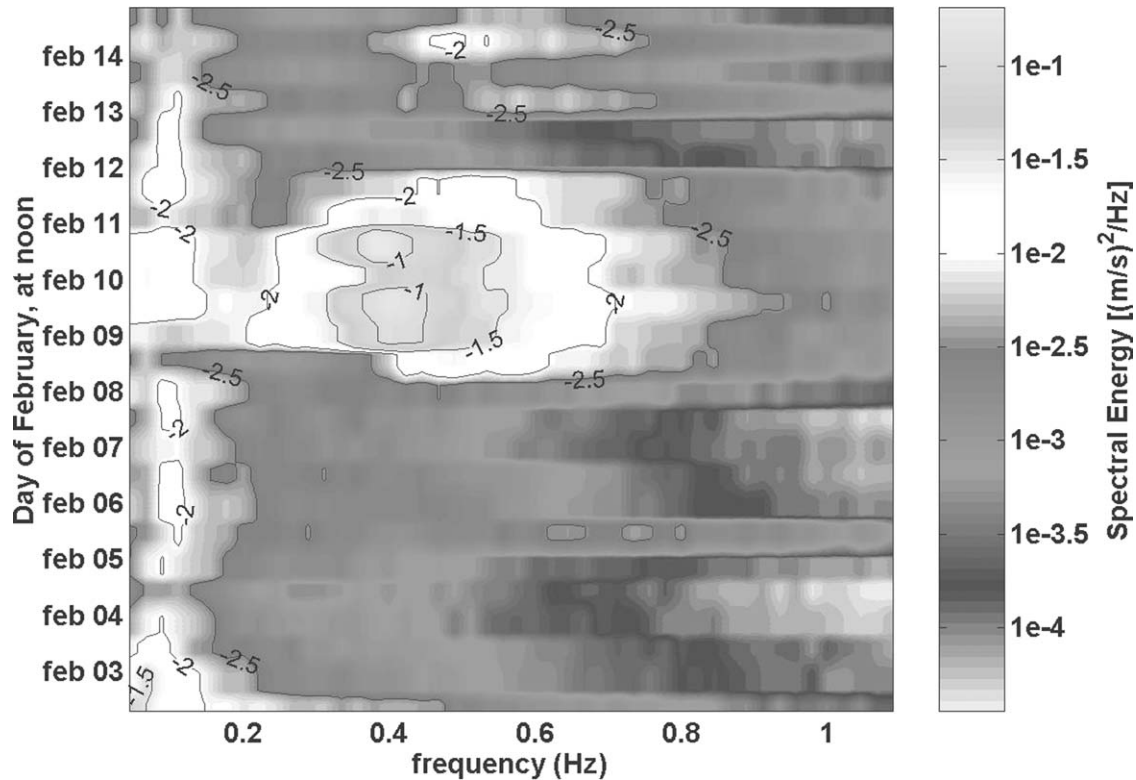 feb 14
feb 13
feb 12
feb 11
feb 10
feb 09
feb 08
feb 07
feb 06
feb 05
feb 04
feb 03
Day of February, at noon
-2.5
-2
-2.5
-2.5
-2.5
-2
-2
-2
-1.5
-2.5
-1
-2
-1
-2
-1.5
-2.5
-2.5
-2
-2
-2
-2.5
-1.5
0.2
0.4
0.6
0.8
1
frequency (Hz)
1e-1
1e-1.5
1e-2
1e-2.5
1e-3
1e-3.5
1e-4
Spectral Energy [(m/s)²/Hz]